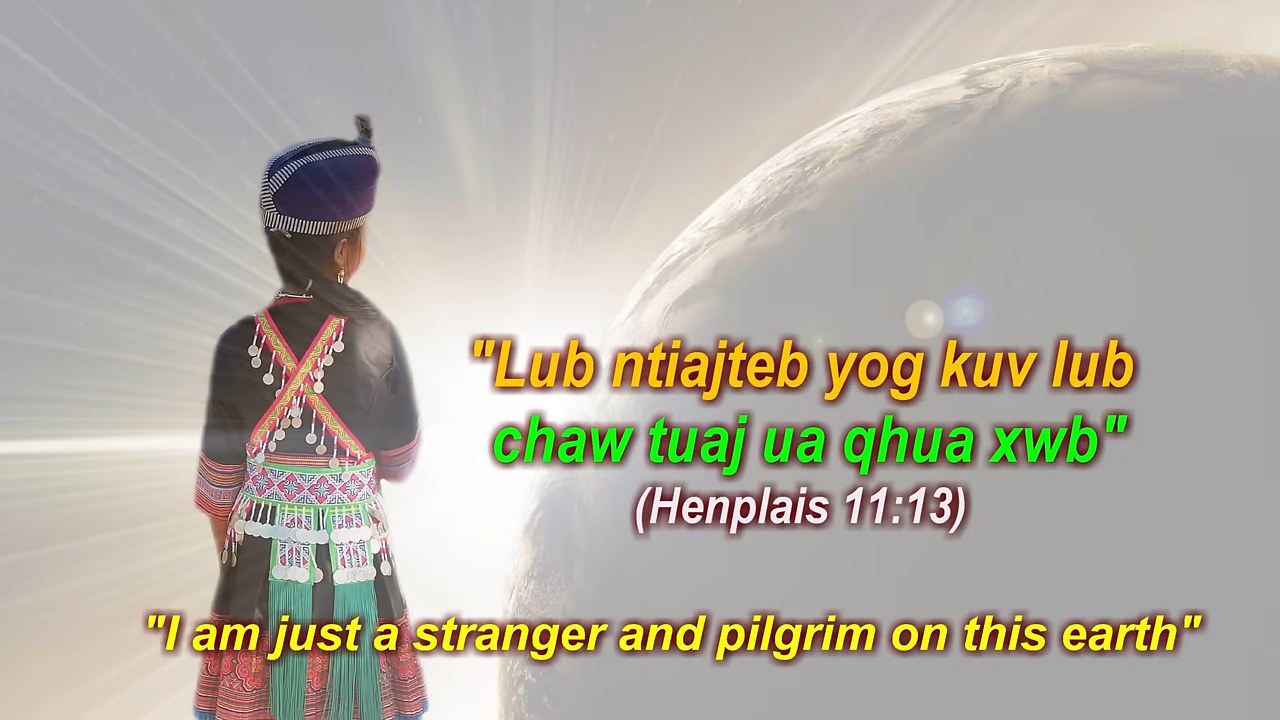 "Lub ntiajteb yog kuv lub
chaw tuaj ua qhua xwb"
(Henplais 11:13)
"I am just a stranger and pilgrim on this earth"